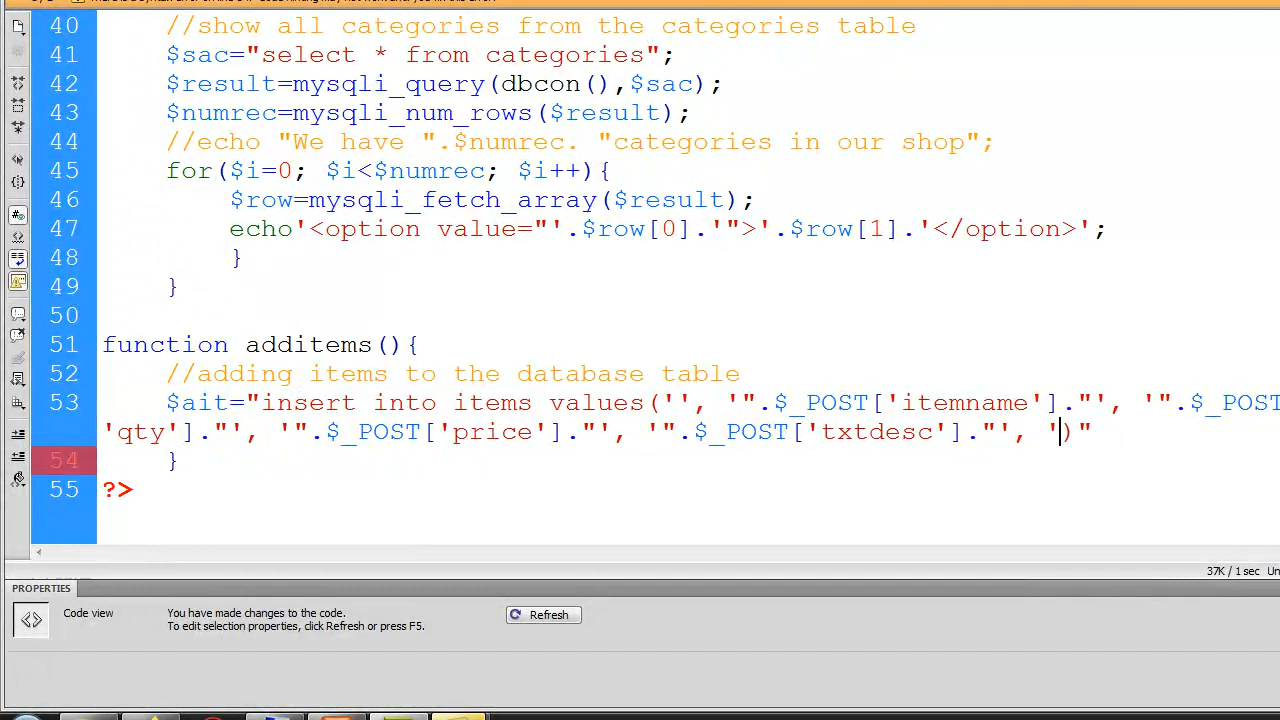 40 //show all categories from the categories table
41 $sac="select * from categories";
42 $result=mysqli_query(dbcon(),$sac);
43 $numrec=mysqli_num_rows($result);
44 //echo "We have ".$numrec. "categories in our shop";
45 for($i=0; $i<$numrec; $i++){
46 $row=mysqli_fetch_array($result);
47 echo'<option value="'.$row[0].'">'.$row[1].'</option>';
48 }
49 }
50
51 function additems(){
52 //adding items to the database table
53 $ait="insert into items values('', '".$_POST['itemname']."', '".$_POST
'qty']."', '".$_POST['price']."', '".$_POST['txtdesc']."', ')"
54 }
55 ?>
37K / 1 sec
PROPERTIES
Code view
You have made changes to the code.
To edit selection properties, click Refresh or press F5.
Refresh